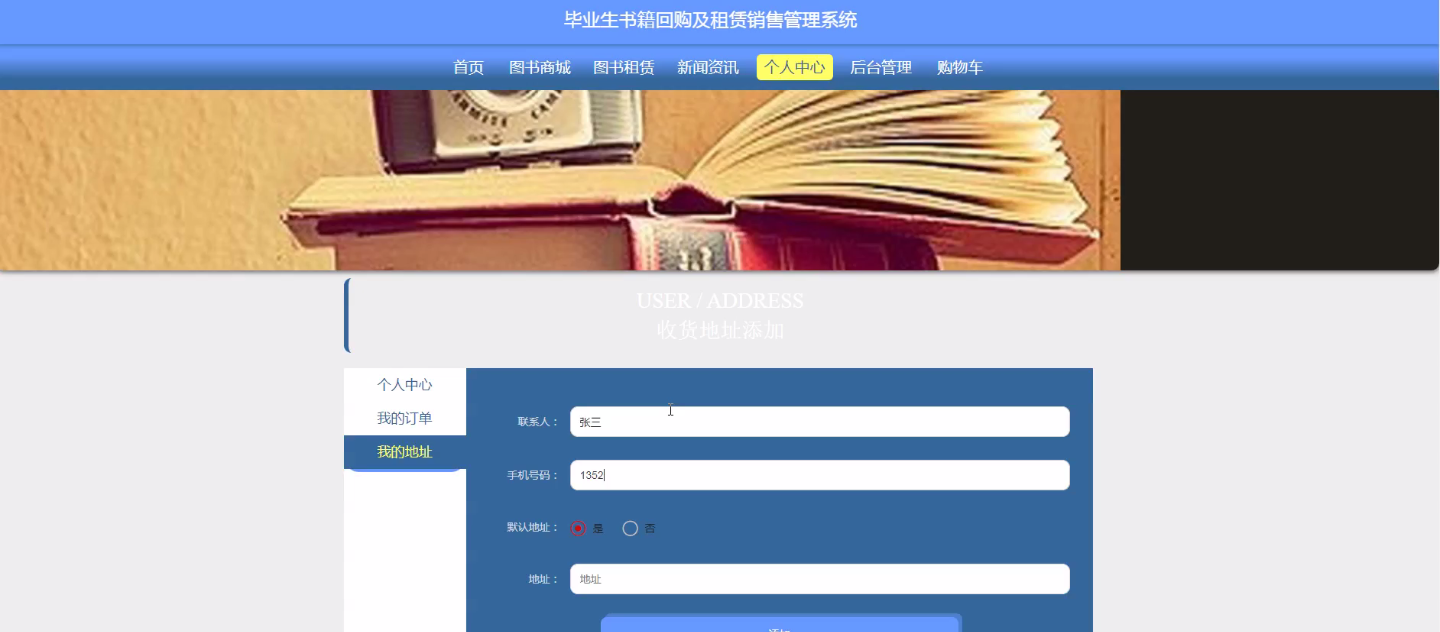 毕业生书籍回购及租赁销售管理系统
首页 图书商城 图书租赁 新闻资讯 个人中心 后台管理 购物车
USER / ADDRESS
收货地址添加
个人中心
我的订单
我的地址
联系人： 张三
手机号码： 1352
默认地址： 是 否
地址： 地址